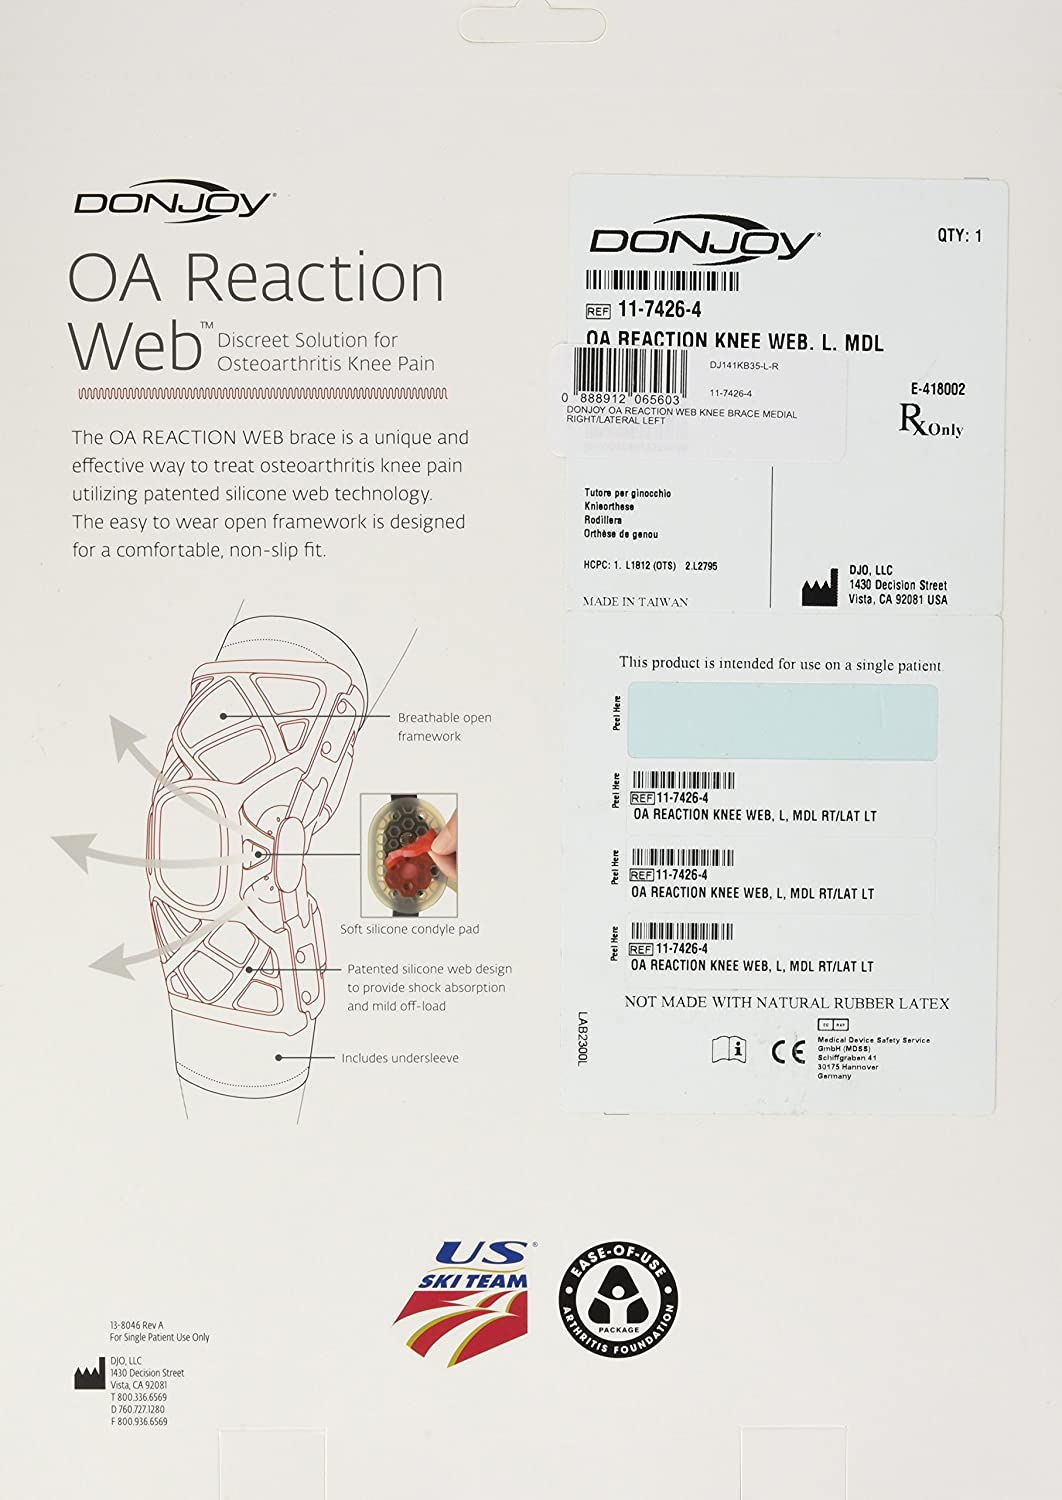 DONJOY®
OA Reaction
Web™ Discreet Solution for
Osteoarthritis Knee Pain
The OA REACTION WEB brace is a unique and
effective way to treat osteoarthritis knee pain
utilizing patented silicone web technology.
The easy to wear open framework is designed
for a comfortable, non-slip fit.
Breathable open
framework
Soft silicone condyle pad
Patented silicone web design
to provide shock absorption
and mild off-load
Includes undersleeve
DONJOY®
QTY: 1
REF 11-7426-4
OA REACTION KNEE WEB. L. MDL
DJ141KB35-L-R
11-7426-4
0 888912 065603
DONJOY OA REACTION WEB KNEE BRACE MEDIAL
RIGHT/LATERAL LEFT
E-418002
Rx Only
Tutore per ginocchio
Knieorthese
Rodillera
Orthèse de genou
HCPC: 1. L1812 (OTS) 2.L2795
MADE IN TAIWAN
DJO, LLC
1430 Decision Street
Vista, CA 92081 USA
This product is intended for use on a single patient
Peel Here
Peel Here
REF 11-7426-4
OA REACTION KNEE WEB, L, MDL RT/LAT LT
Peel Here
REF 11-7426-4
OA REACTION KNEE WEB, L, MDL RT/LAT LT
Peel Here
REF 11-7426-4
OA REACTION KNEE WEB, L, MDL RT/LAT LT
NOT MADE WITH NATURAL RUBBER LATEX
LAB2300L
i
CE
EC REP
Medical Device Safety Service
GmbH (MDSS)
Schiffgraben 41
30175 Hannover
Germany
US®
SKI TEAM
EASE-OF-USE
PACKAGE
ARTHRITIS FOUNDATION
13-8046 Rev A
For Single Patient Use Only
DJO, LLC
1430 Decision Street
Vista, CA 92081
T 800.336.6569
D 760.727.1280
F 800.936.6569